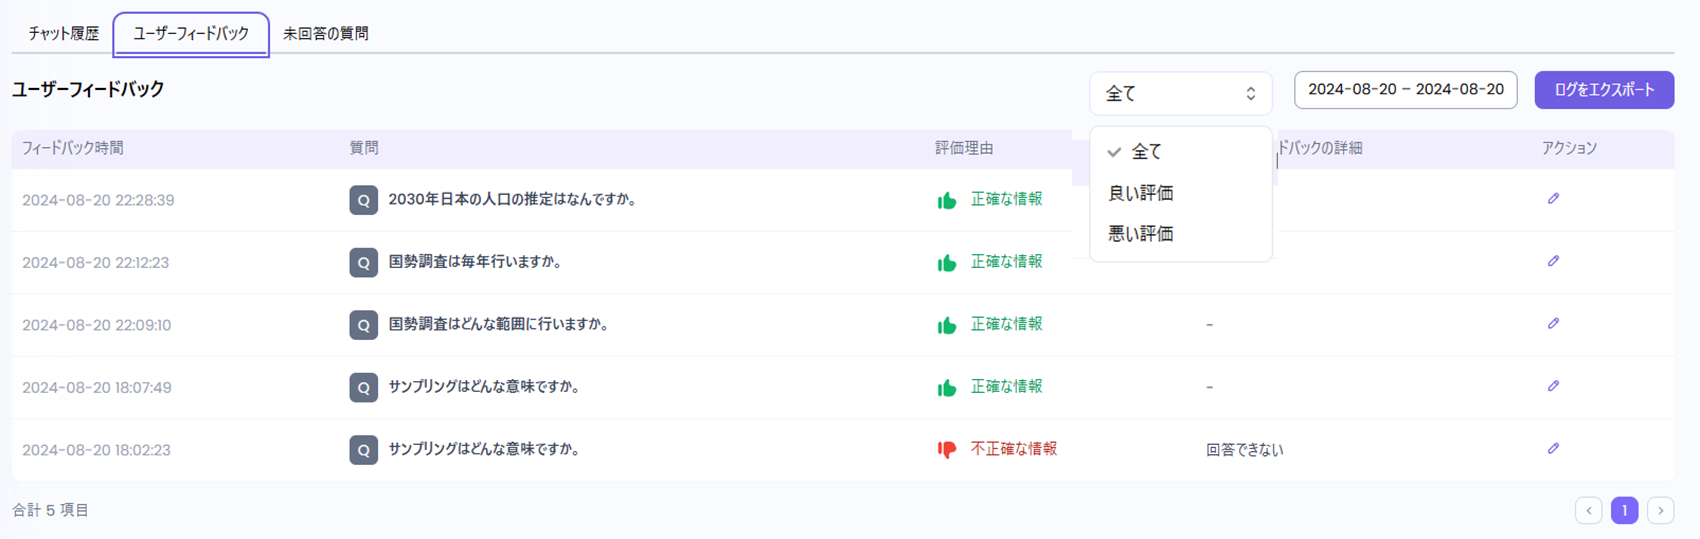 チャット履歴 ユーザーフィードバック 未回答の質問
ユーザーフィードバック 全て 2024-08-20 – 2024-08-20 ログをエクスポート
フィードバック時間 質問 評価理由 ドバックの詳細 アクション
全て
良い評価
悪い評価
2024-08-20 22:28:39 Q 2030年日本の人口の推定はなんですか。 正確な情報
2024-08-20 22:12:23 Q 国勢調査は毎年行いますか。 正確な情報
2024-08-20 22:09:10 Q 国勢調査はどんな範囲に行いますか。 正確な情報 -
2024-08-20 18:07:49 Q サンプリングはどんな意味ですか。 正確な情報 -
2024-08-20 18:02:23 Q サンプリングはどんな意味ですか。 不正確な情報 回答できない
合計 5 項目 < 1 >